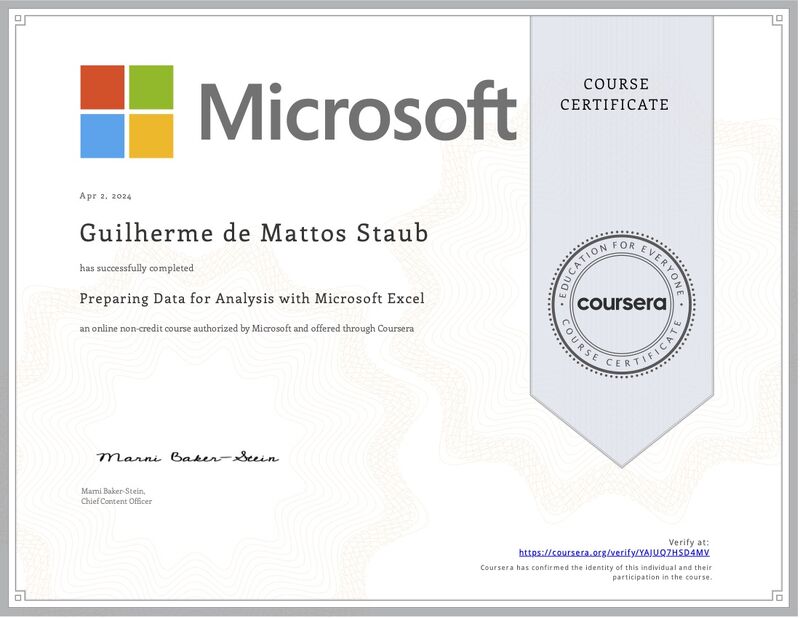 Microsoft
COURSE
CERTIFICATE
Apr 2, 2024
Guilherme de Mattos Staub
has successfully completed
Preparing Data for Analysis with Microsoft Excel
an online non-credit course authorized by Microsoft and offered through Coursera
EDUCATION FOR EVERYONE
coursera
COURSE CERTIFICATE
Marni Baker-Stein
Marni Baker-Stein,
Chief Content Officer
Verify at:
https://coursera.org/verify/YAJUQ7HSD4MV
Coursera has confirmed the identity of this individual and their
participation in the course.